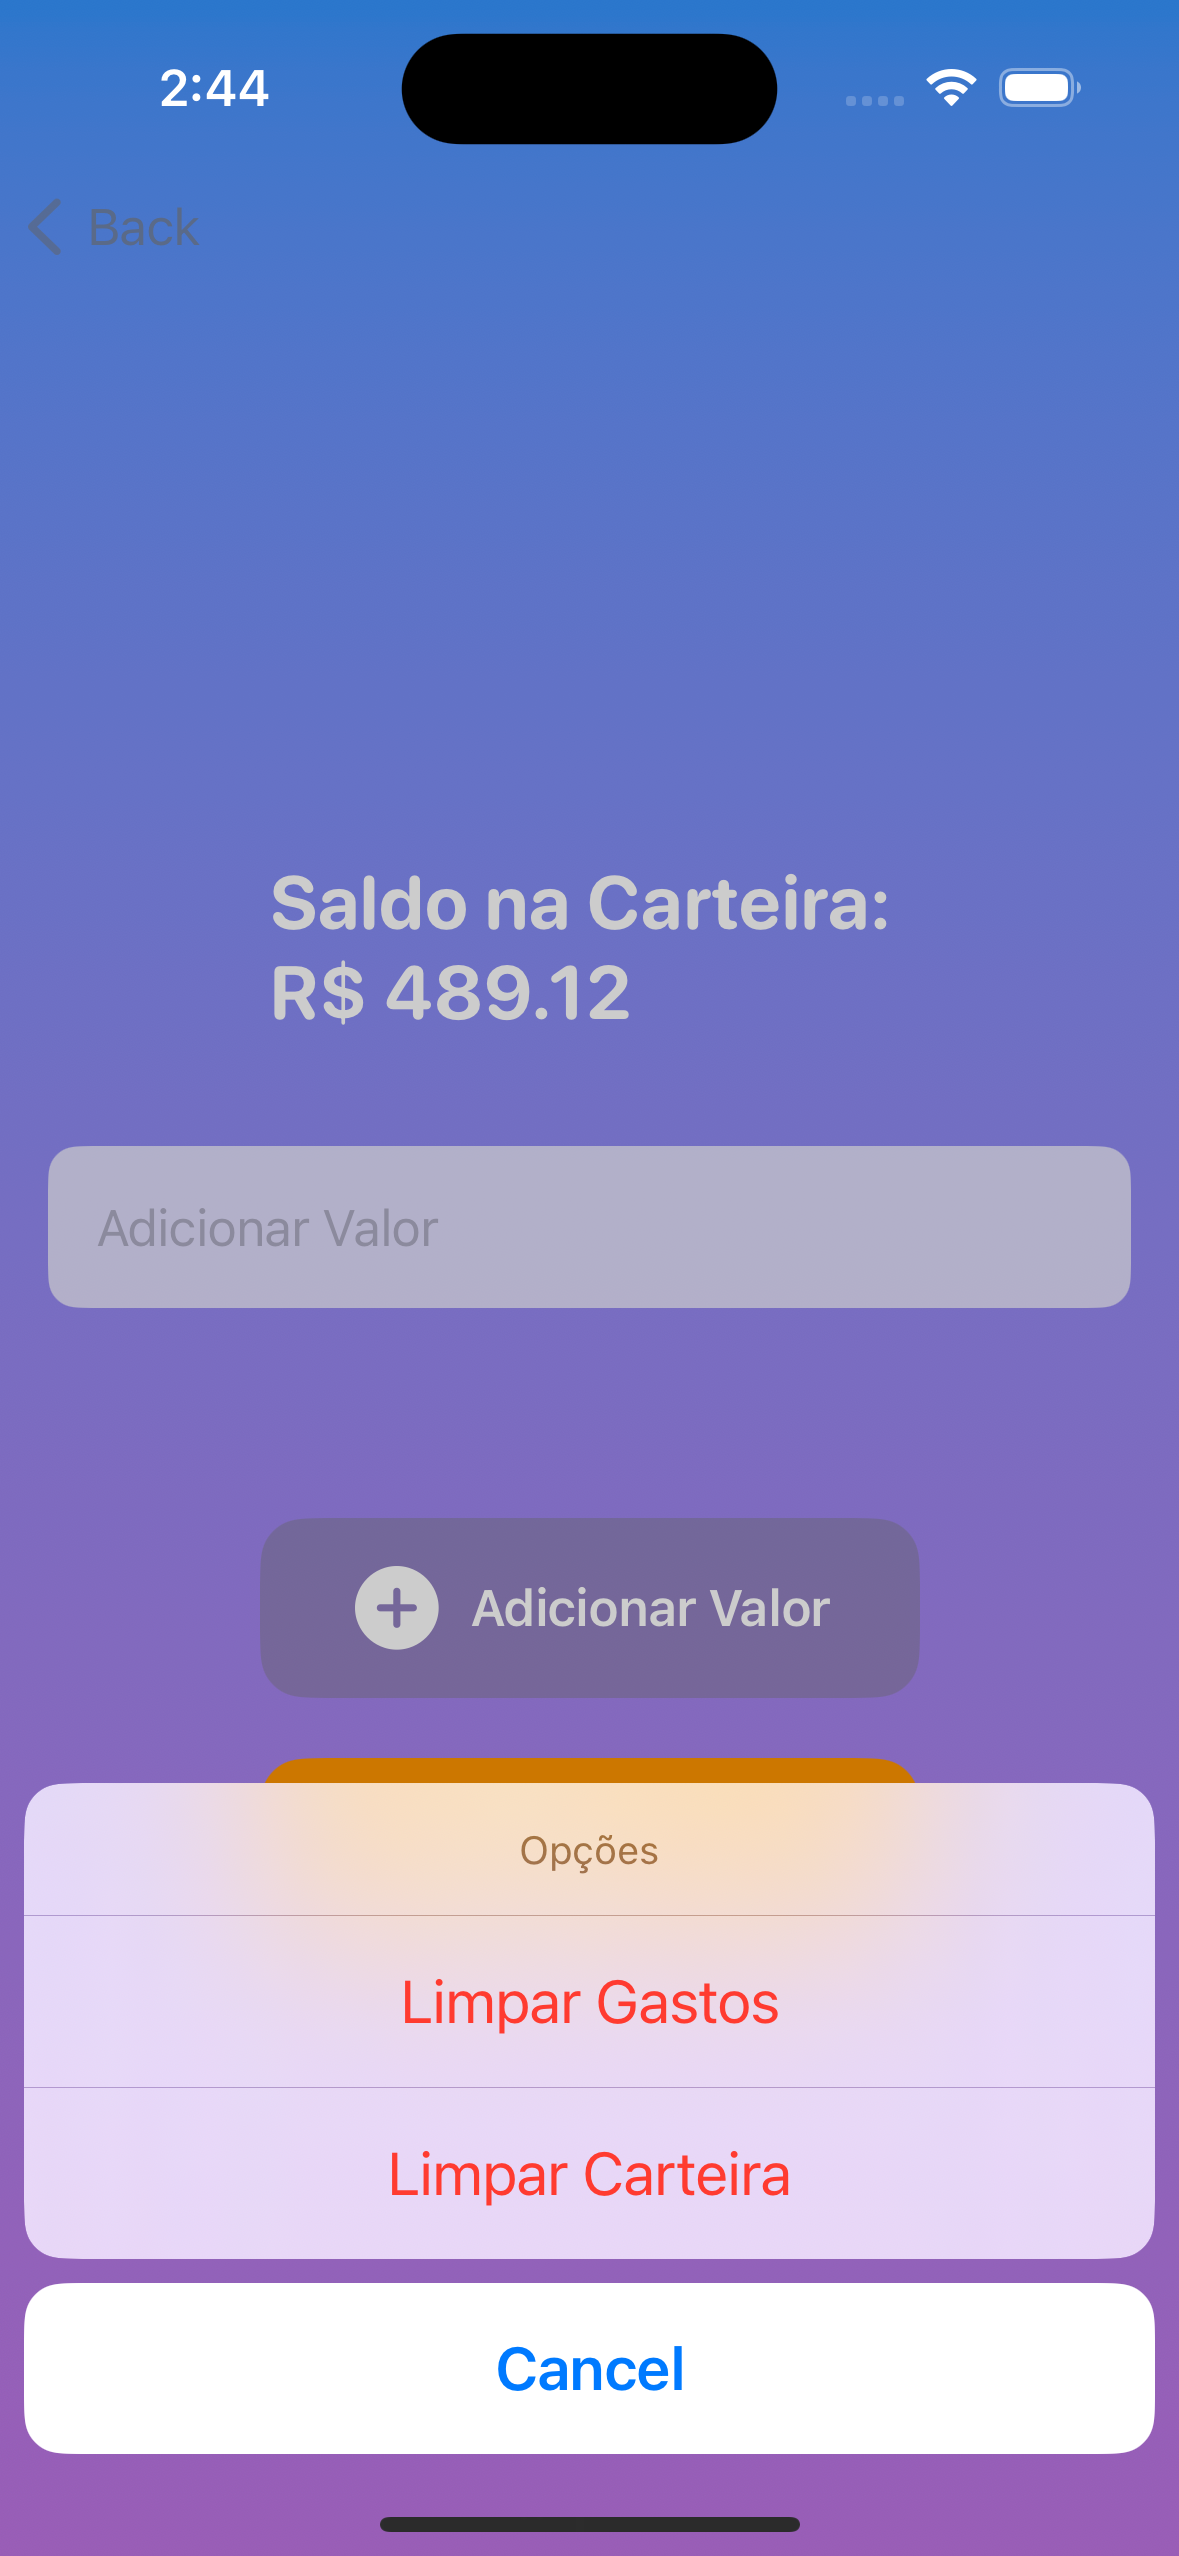 2:44
Back
Saldo na Carteira:
R$ 489.12
Adicionar Valor
Adicionar Valor
Opções
Limpar Gastos
Limpar Carteira
Cancel